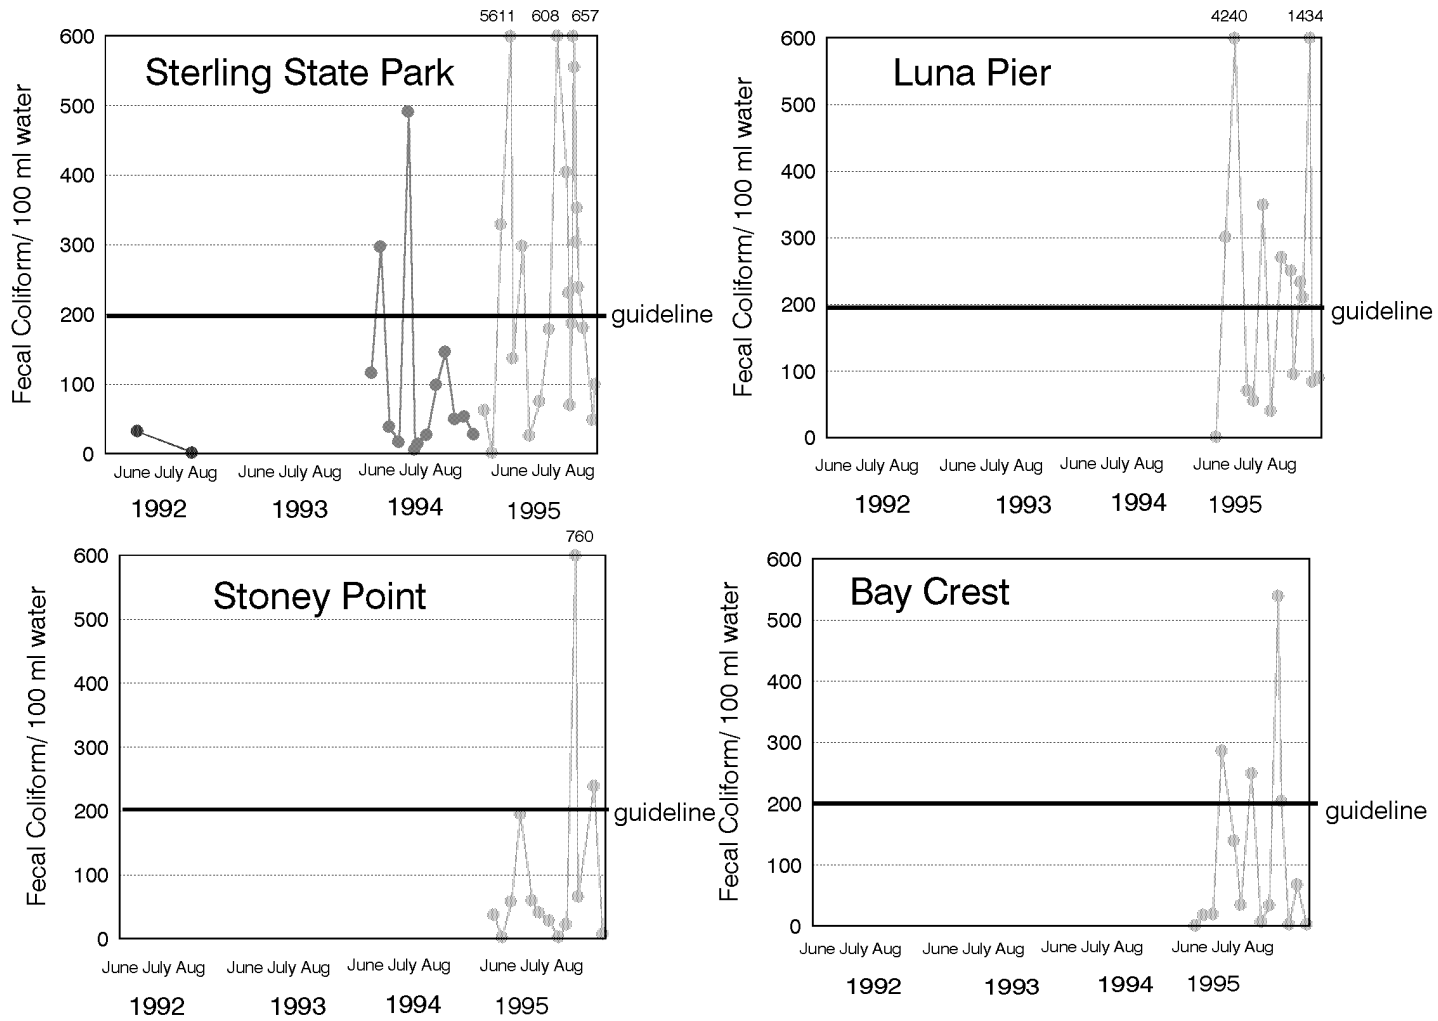 5611 608 657
Sterling State Park
Fecal Coliform/ 100 ml water
600
500
400
300
200
100
0
guideline
June July Aug June July Aug June July Aug June July Aug
1992 1993 1994 1995
4240 1434
Luna Pier
Fecal Coliform/ 100 ml water
600
500
400
300
200
100
0
guideline
June July Aug June July Aug June July Aug June July Aug
1992 1993 1994 1995
760
Stoney Point
Fecal Coliform/ 100 ml water
600
500
400
300
200
100
0
guideline
June July Aug June July Aug June July Aug June July Aug
1992 1993 1994 1995
Bay Crest
Fecal Coliform/ 100 ml water
600
500
400
300
200
100
0
guideline
June July Aug June July Aug June July Aug June July Aug
1992 1993 1994 1995